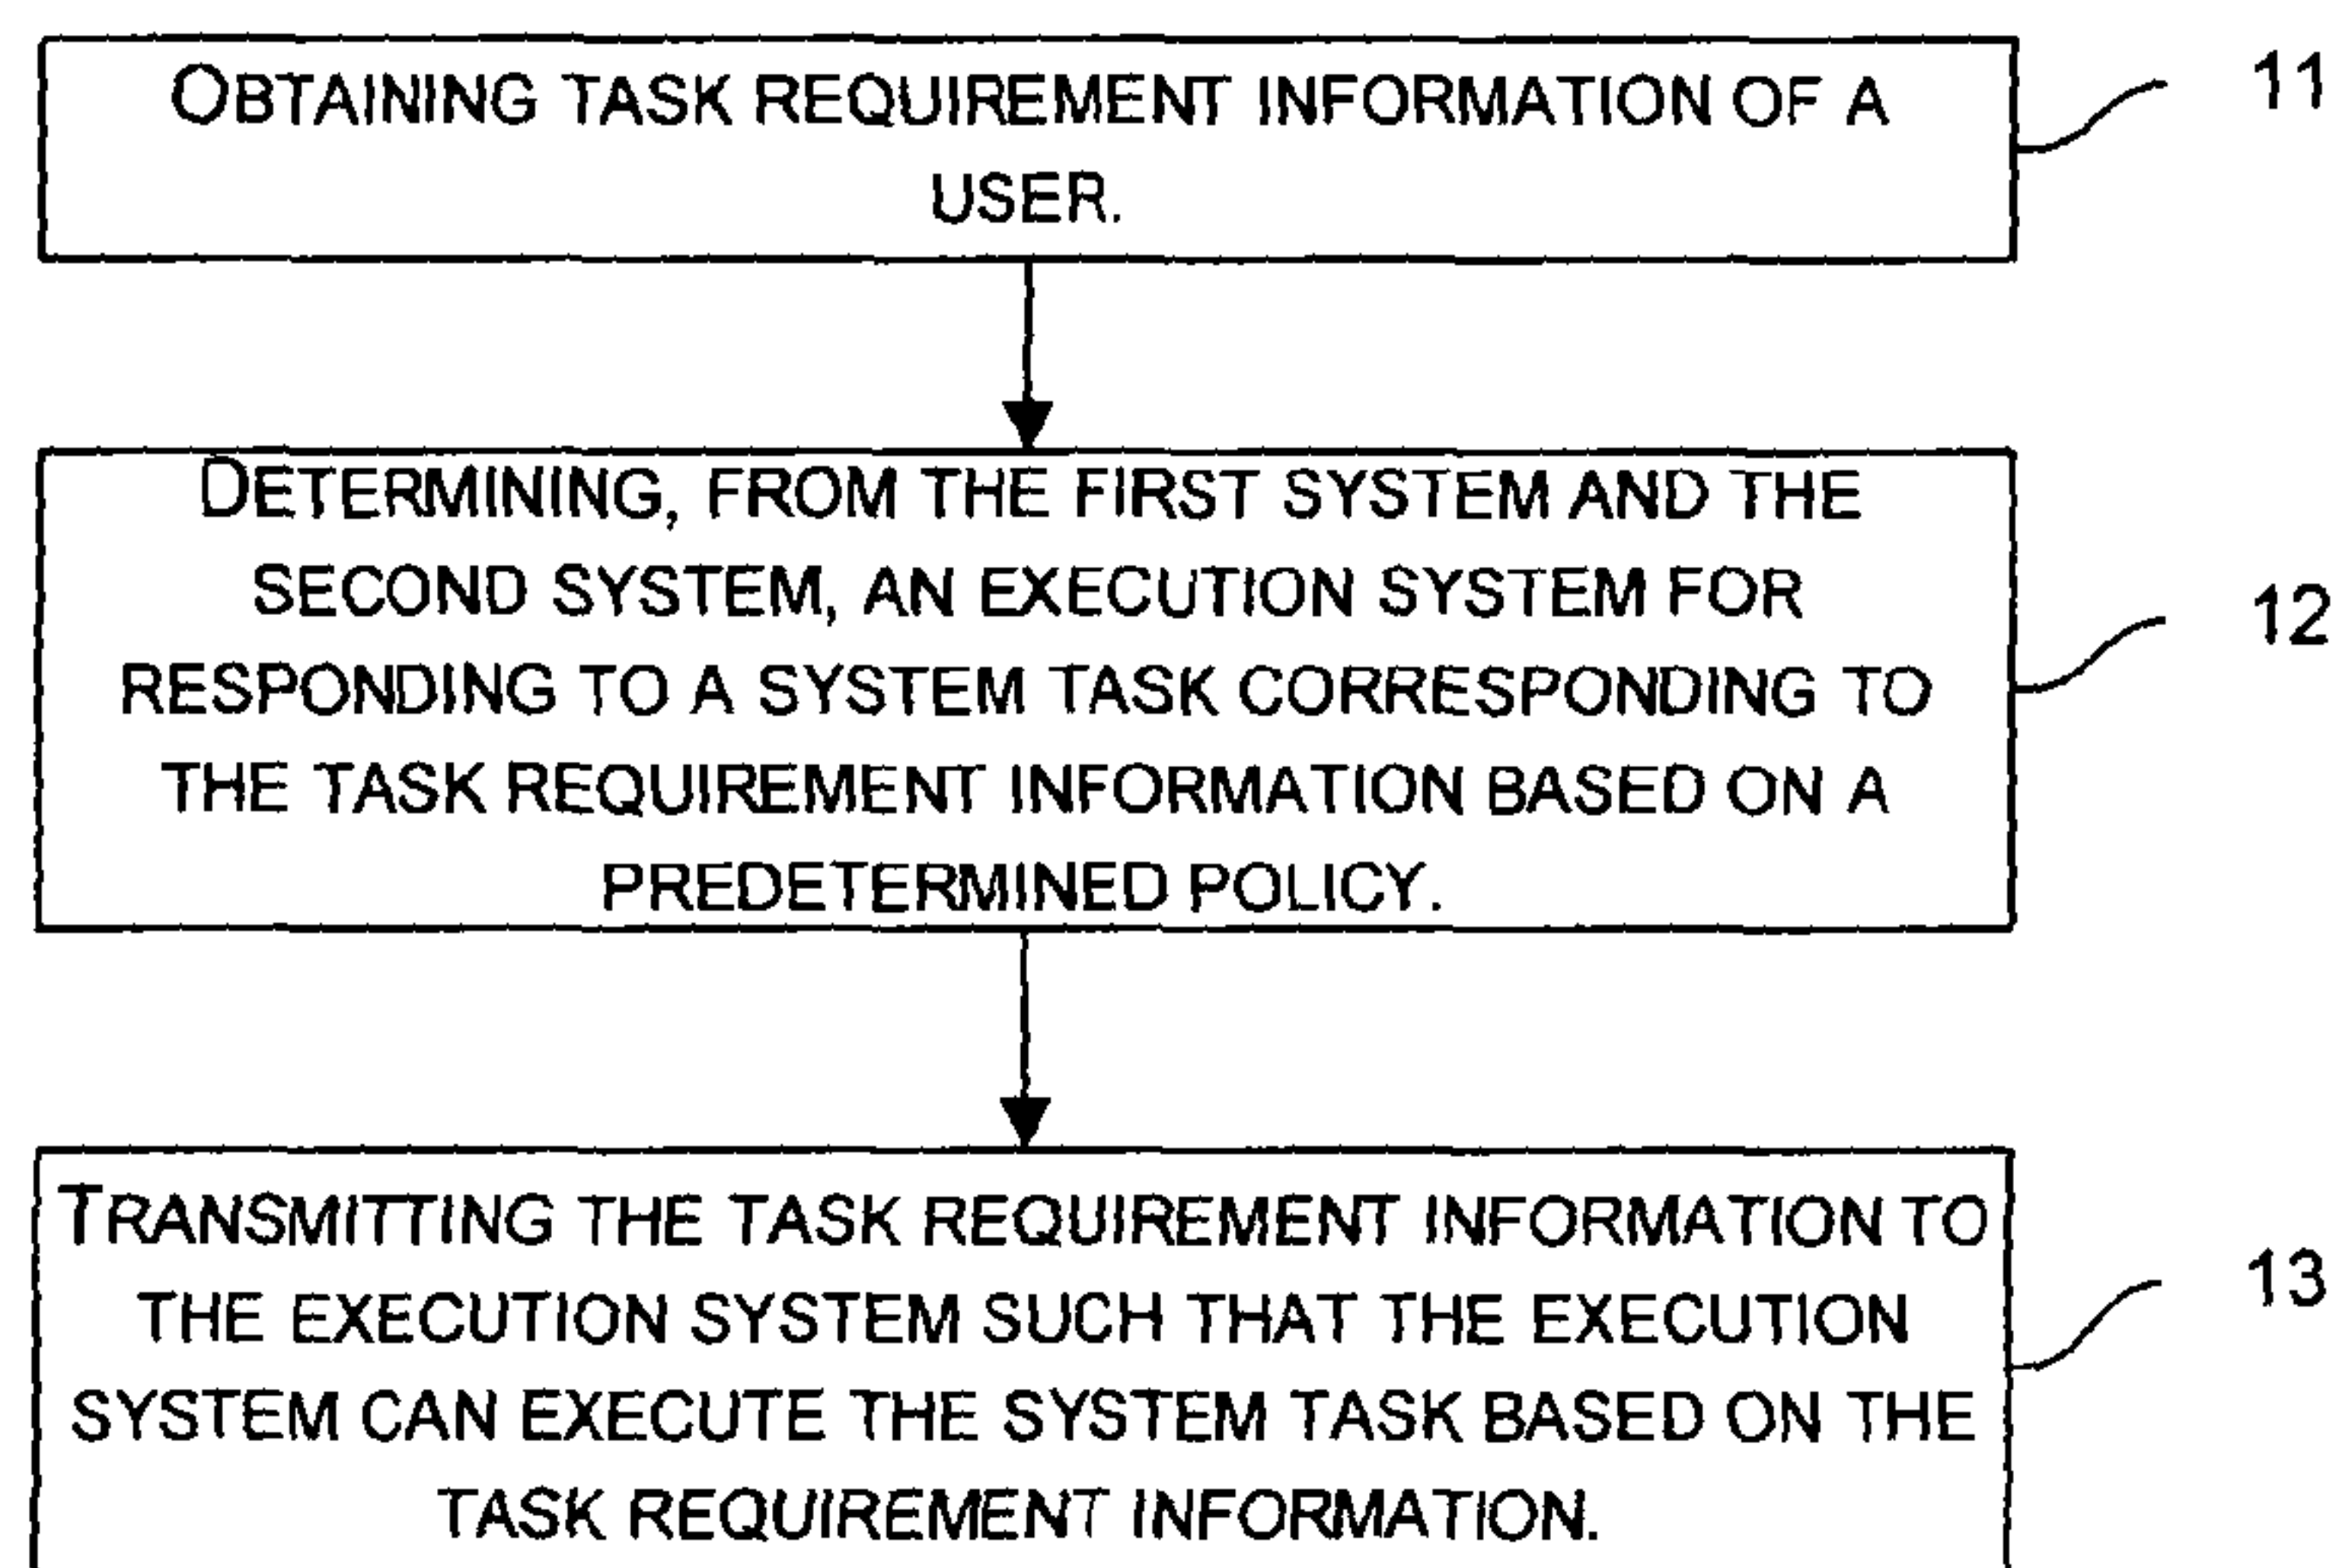 OBTAINING TASK REQUIREMENT INFORMATION OF A
USER.
11
DETERMINING, FROM THE FIRST SYSTEM AND THE
SECOND SYSTEM, AN EXECUTION SYSTEM FOR
RESPONDING TO A SYSTEM TASK CORRESPONDING TO
THE TASK REQUIREMENT INFORMATION BASED ON A
PREDETERMINED POLICY.
12
TRANSMITTING THE TASK REQUIREMENT INFORMATION TO
THE EXECUTION SYSTEM SUCH THAT THE EXECUTION
SYSTEM CAN EXECUTE THE SYSTEM TASK BASED ON THE
TASK REQUIREMENT INFORMATION.
13